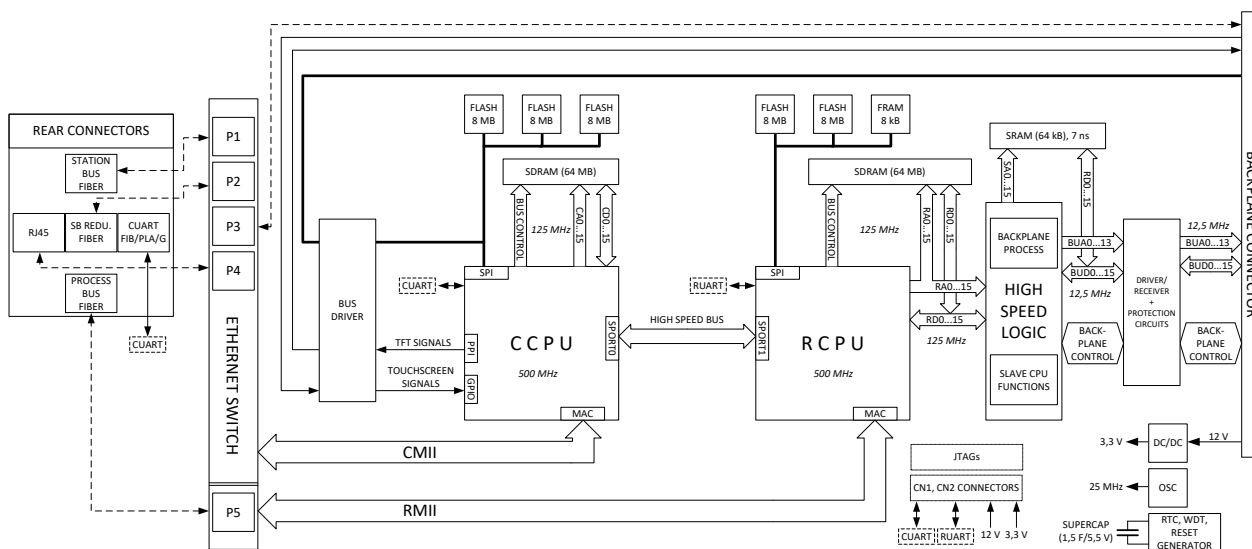 REAR CONNECTORS
STATION
BUS
FIBER
RJ45
SB REDU.
FIBER
CUART
FIB/PLA/G
PROCESS
BUS
FIBER
CUART
P1
P2
P3
P4
ETHERNET SWITCH
P5
BUS
DRIVER
FLASH
8 MB
FLASH
8 MB
FLASH
8 MB
SDRAM (64 MB)
BUS CONTROL
125 MHz
CA0...15
CD0...15
CUART
SPI
CCPU
500 MHz
SPORT0
PPI
GPIO
MAC
TFT SIGNALS
TOUCHSCREEN
SIGNALS
HIGH SPEED BUS
CMII
RMII
FLASH
8 MB
FLASH
8 MB
FRAM
8 kB
SDRAM (64 MB)
BUS CONTROL
125 MHz
RA0...15
RD0...15
RUART
SPI
SPORT1
RCPU
500 MHz
MAC
RA0...15
RD0...15
125 MHz
SRAM (64 kB), 7 ns
SA0...15
RD0...15
BACKPLANE
PROCESS
HIGH
SPEED
LOGIC
SLAVE CPU
FUNCTIONS
BUA0...13
BUD0...15
12,5 MHz
BACK-
PLANE
CONTROL
DRIVER/
RECEIVER
+
PROTECTION
CIRCUITS
12,5 MHz
BUA0...13
BUD0...15
BACK-
PLANE
CONTROL
BACKPLANE CONNECTOR
JTAGs
CN1, CN2 CONNECTORS
CUART
RUART
12 V
3,3 V
3,3 V
DC/DC
12 V
25 MHz
OSC
SUPERCAP
(1,5 F/5,5 V)
RTC, WDT,
RESET
GENERATOR